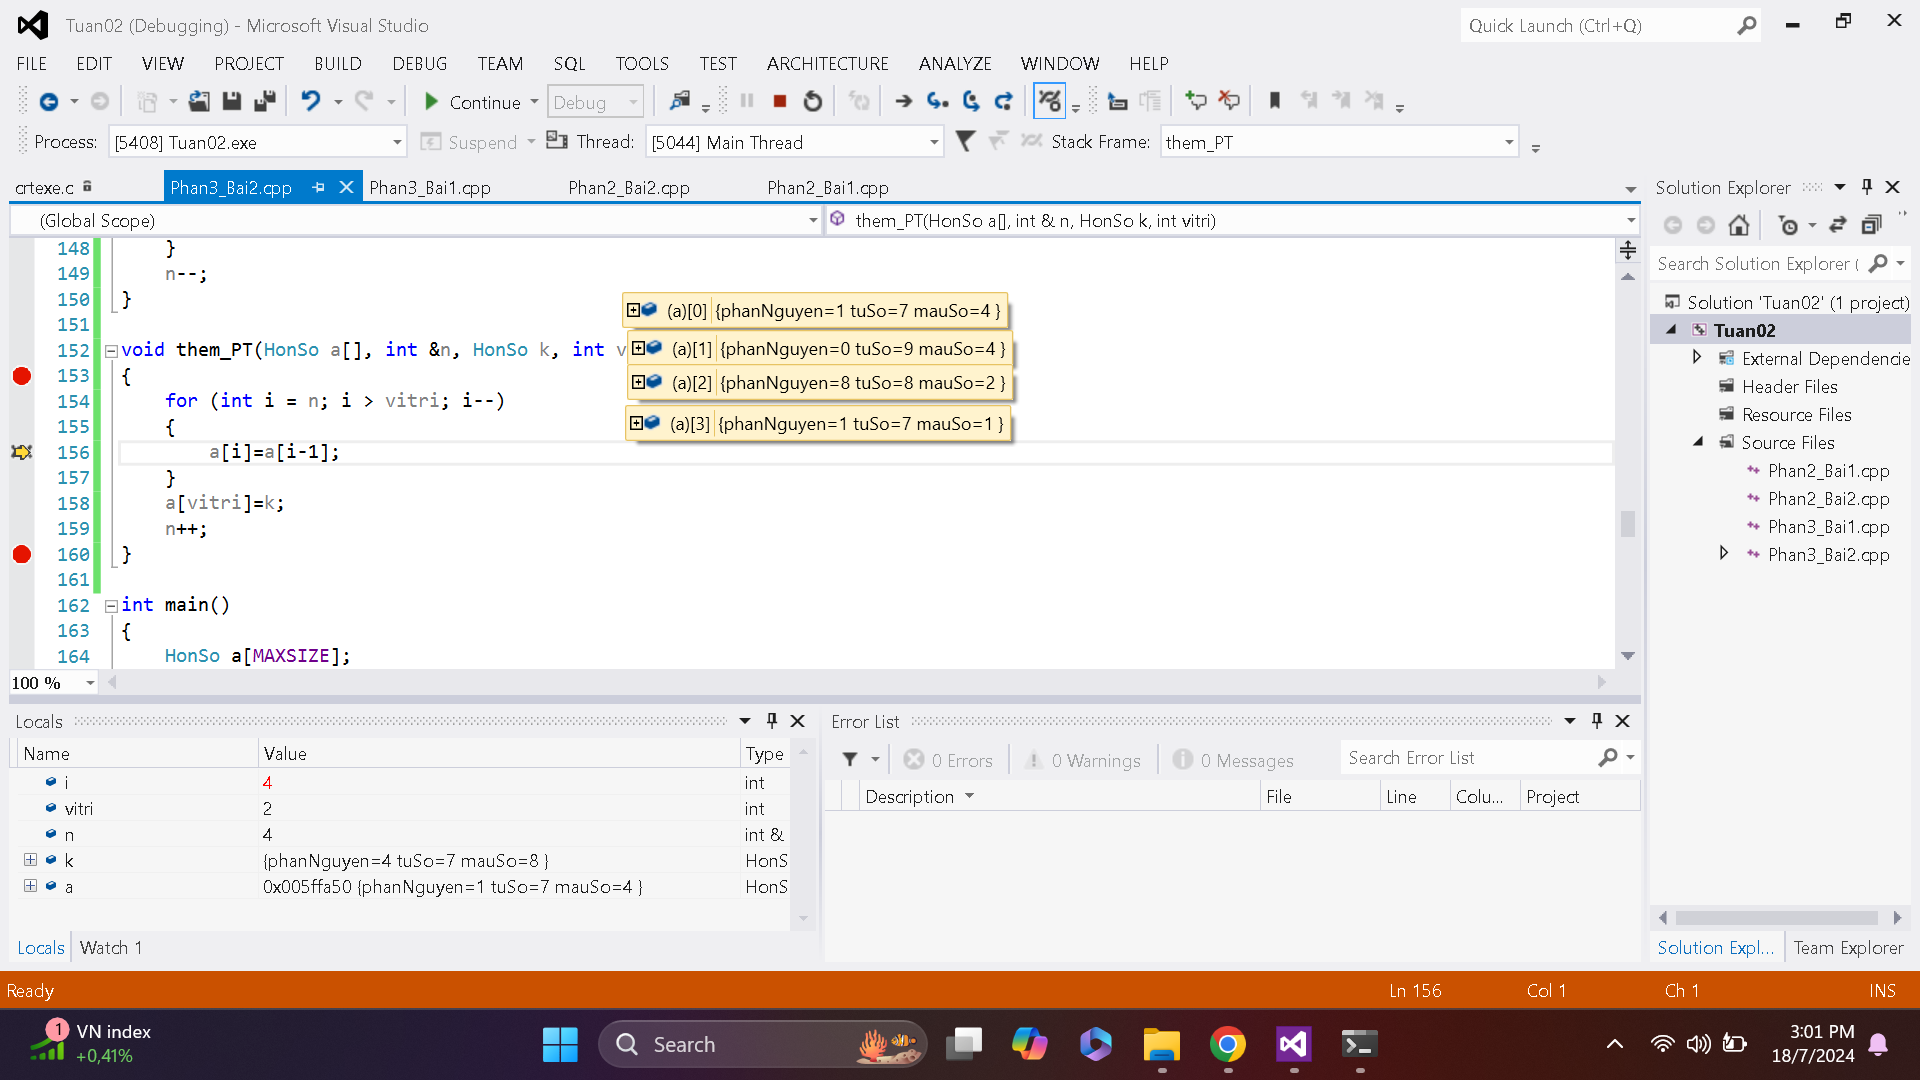 Tuan02 (Debugging) - Microsoft Visual Studio
Quick Launch (Ctrl+Q)
FILE EDIT VIEW PROJECT BUILD DEBUG TEAM SQL TOOLS TEST ARCHITECTURE ANALYZE WINDOW HELP
Continue Debug
Process: [5408] Tuan02.exe Suspend Thread: [5044] Main Thread Stack Frame: them_PT
crtexe.c Phan3_Bai2.cpp Phan3_Bai1.cpp Phan2_Bai2.cpp Phan2_Bai1.cpp
(Global Scope) them_PT(HonSo a[], int & n, HonSo k, int vitri)
148 }
149 n--;
150 }
151
152 void them_PT(HonSo a[], int &n, HonSo k, int v
153 {
154 for (int i = n; i > vitri; i--)
155 {
156 a[i]=a[i-1];
157 }
158 a[vitri]=k;
159 n++;
160 }
161
162 int main()
163 {
164 HonSo a[MAXSIZE];
(a)[0] {phanNguyen=1 tuSo=7 mauSo=4 }
(a)[1] {phanNguyen=0 tuSo=9 mauSo=4 }
(a)[2] {phanNguyen=8 tuSo=8 mauSo=2 }
(a)[3] {phanNguyen=1 tuSo=7 mauSo=1 }
100 %
Solution Explorer
Search Solution Explorer (
Solution 'Tuan02' (1 project)
Tuan02
External Dependencie
Header Files
Resource Files
Source Files
Phan2_Bai1.cpp
Phan2_Bai2.cpp
Phan3_Bai1.cpp
Phan3_Bai2.cpp
Solution Expl... Team Explorer
Locals
Name Value Type
i 4 int
vitri 2 int
n 4 int &
k {phanNguyen=4 tuSo=7 mauSo=8 } HonS
a 0x005ffa50 {phanNguyen=1 tuSo=7 mauSo=4 } HonS
Locals Watch 1
Error List
0 Errors 0 Warnings 0 Messages Search Error List
Description File Line Colu... Project
Ready Ln 156 Col 1 Ch 1 INS
1 VN index
+0,41%
Search
3:01 PM
18/7/2024